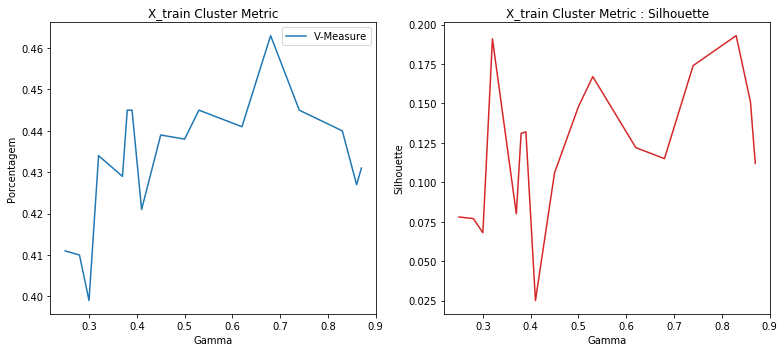 X_train Cluster Metric
V-Measure
Porcentagem
0.46
0.45
0.44
0.43
0.42
0.41
0.40
0.3 0.4 0.5 0.6 0.7 0.8 0.9
Gamma
X_train Cluster Metric : Silhouette
Silhouette
0.200
0.175
0.150
0.125
0.100
0.075
0.050
0.025
0.3 0.4 0.5 0.6 0.7 0.8 0.9
Gamma